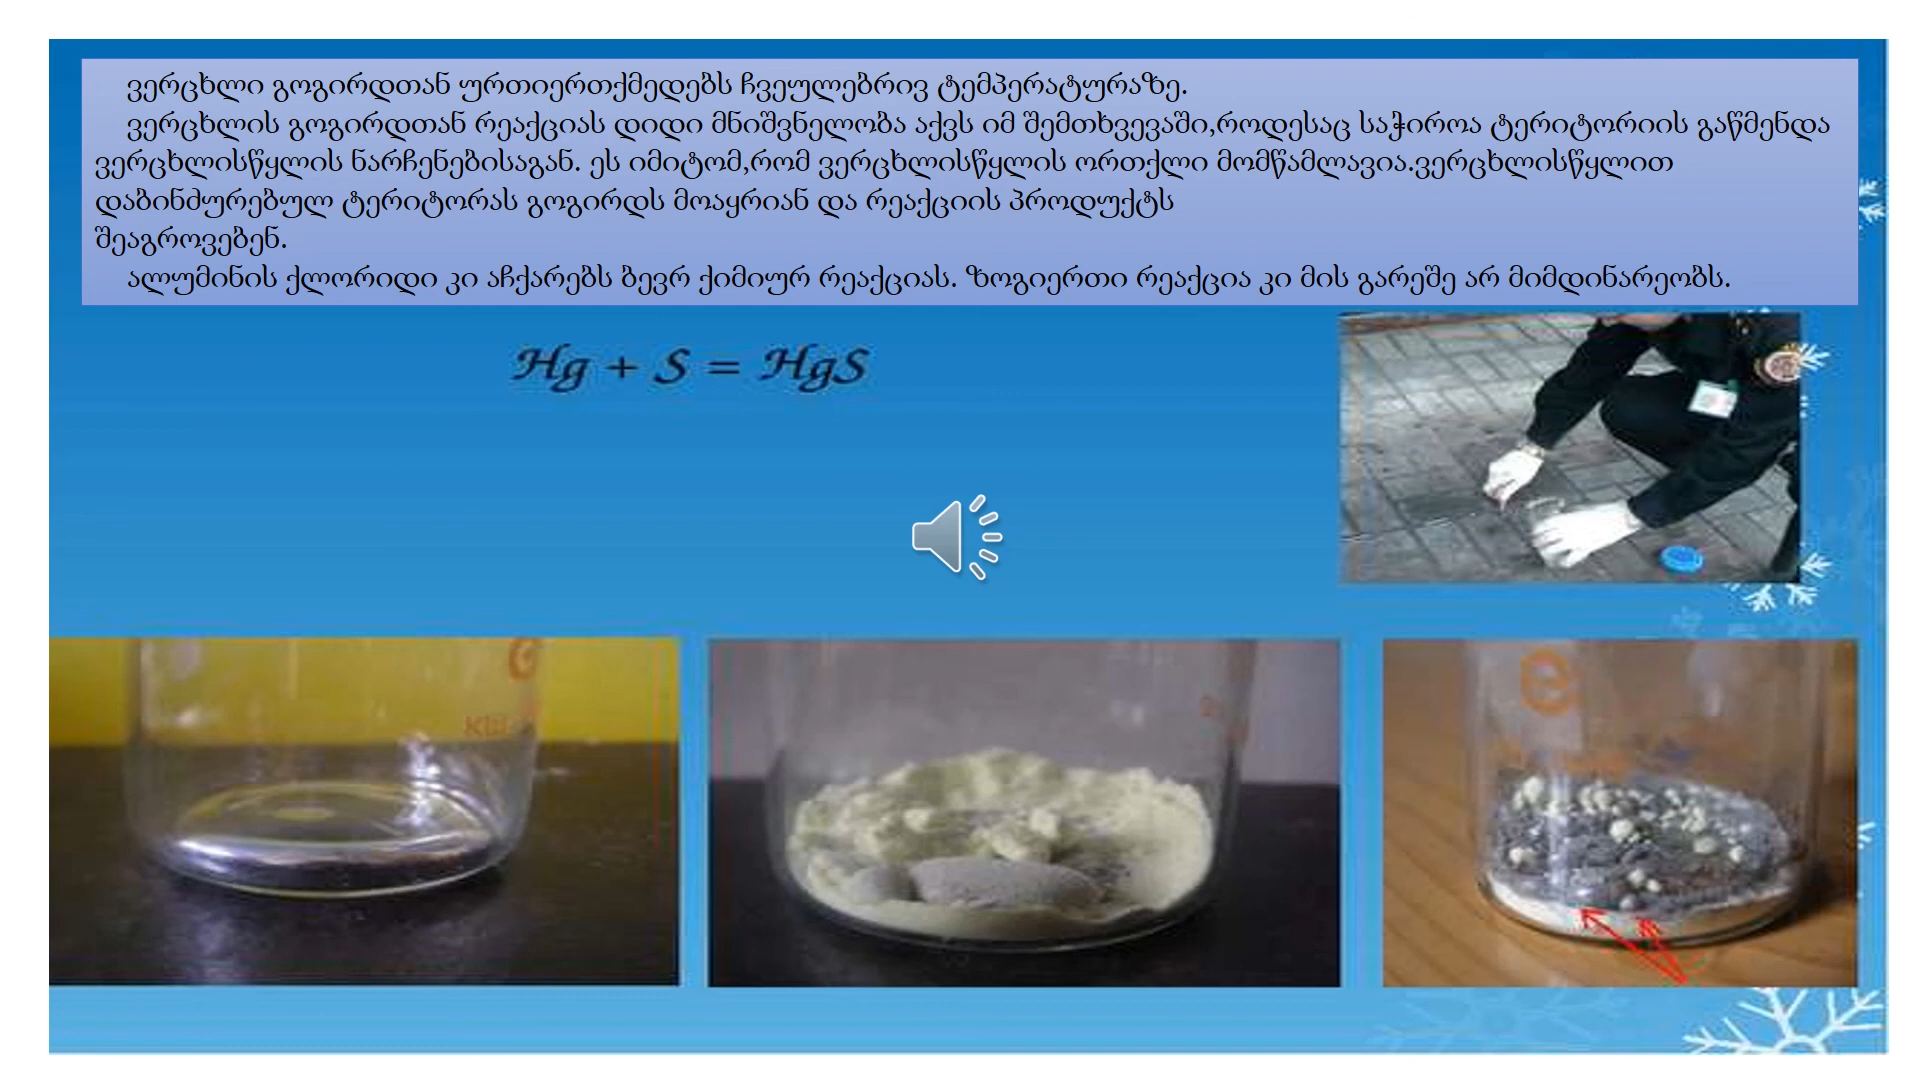 ვერცხლი გოგირდთან ურთიერთქმედებს ჩვეულებრივ ტემპერატურაზე.
ვერცხლის გოგირდთან რეაქციას დიდი მნიშვნელობა აქვს იმ შემთხვევაში,როდესაც საჭიროა ტერიტორიის გაწმენდა
ვერცხლისწყლის ნარჩენებისაგან. ეს იმიტომ,რომ ვერცხლისწყლის ორთქლი მომწამლავია.ვერცხლისწყლით
დაბინძურებულ ტერიტორას გოგირდს მოაყრიან და რეაქციის პროდუქტს
შეაგროვებენ.
ალუმინის ქლორიდი კი აჩქარებს ბევრ ქიმიურ რეაქციას. ზოგიერთი რეაქცია კი მის გარეშე არ მიმდინარეობს.
Hg + S = HgS